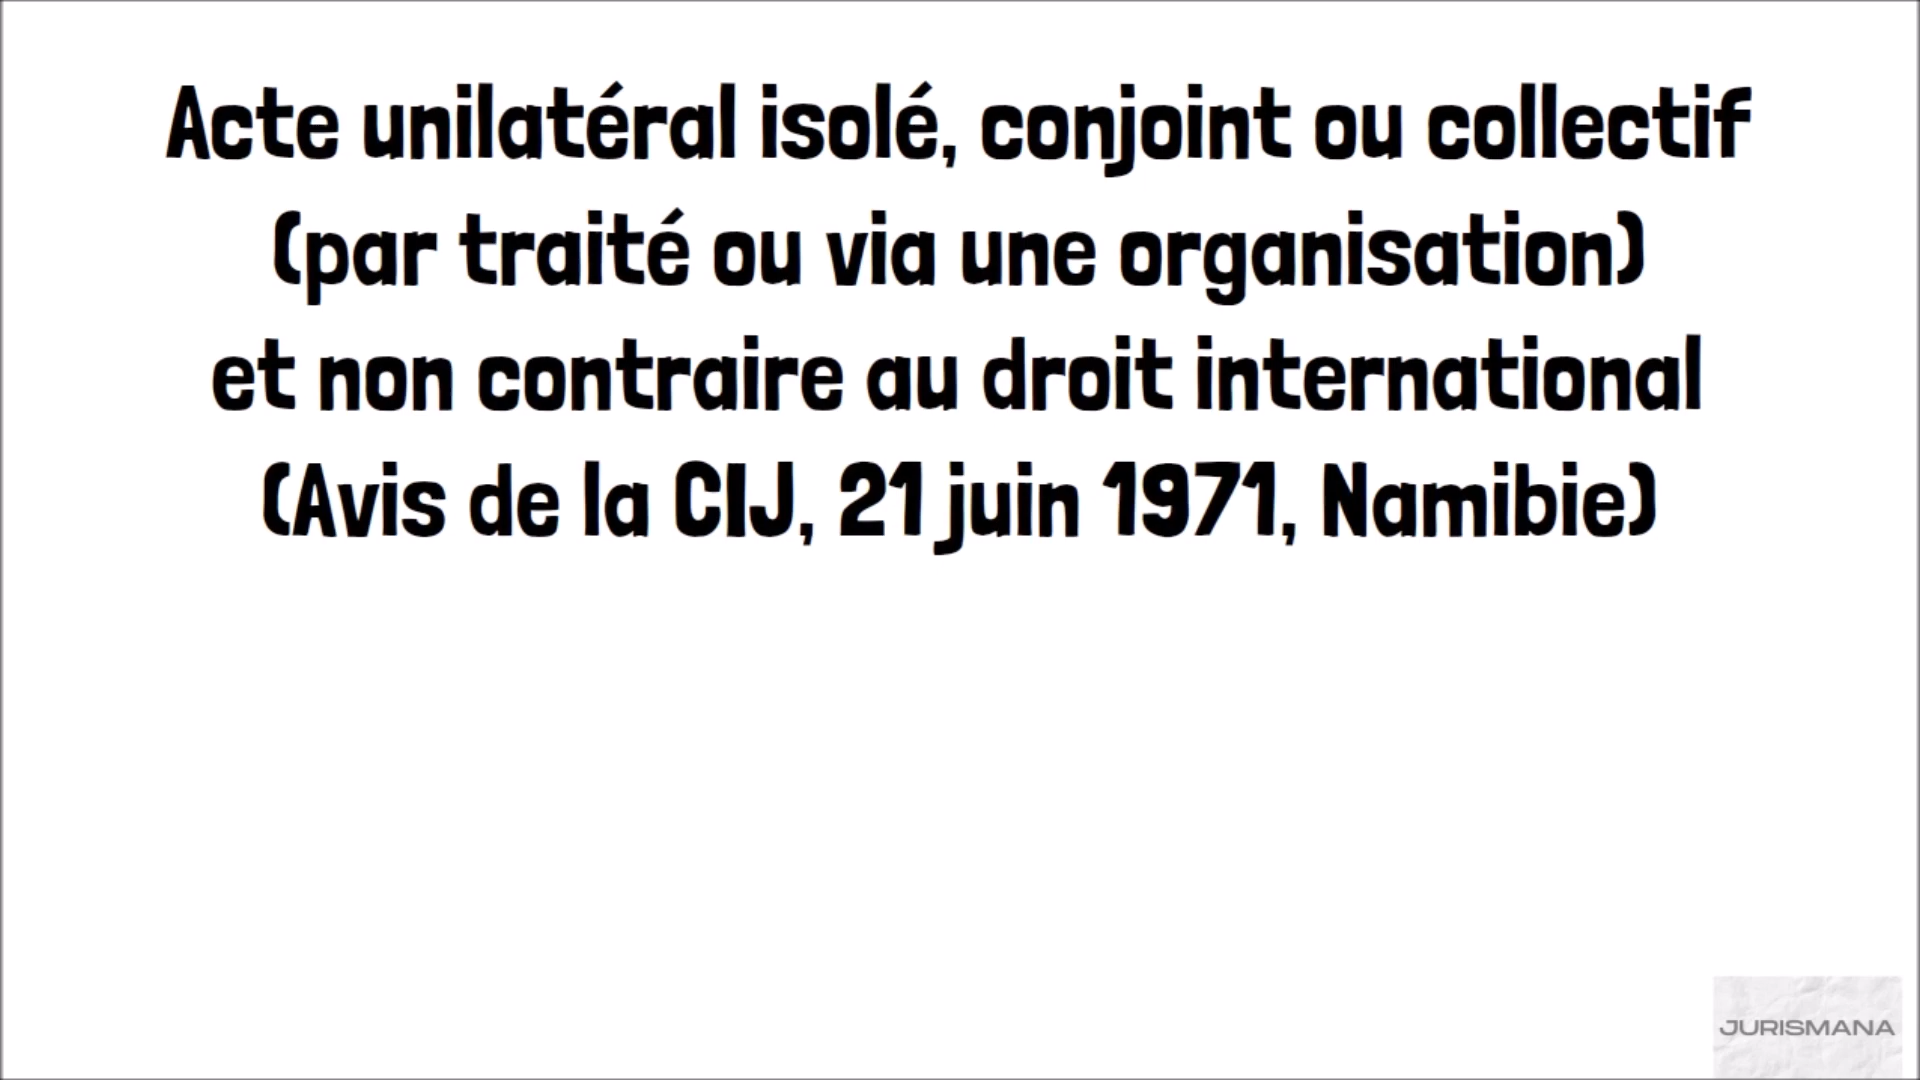 Acte unilatéral isolé, conjoint ou collectif
(par traité ou via une organisation)
et non contraire au droit international
(Avis de la CIJ, 21 juin 1971, Namibie)
JURISMANA